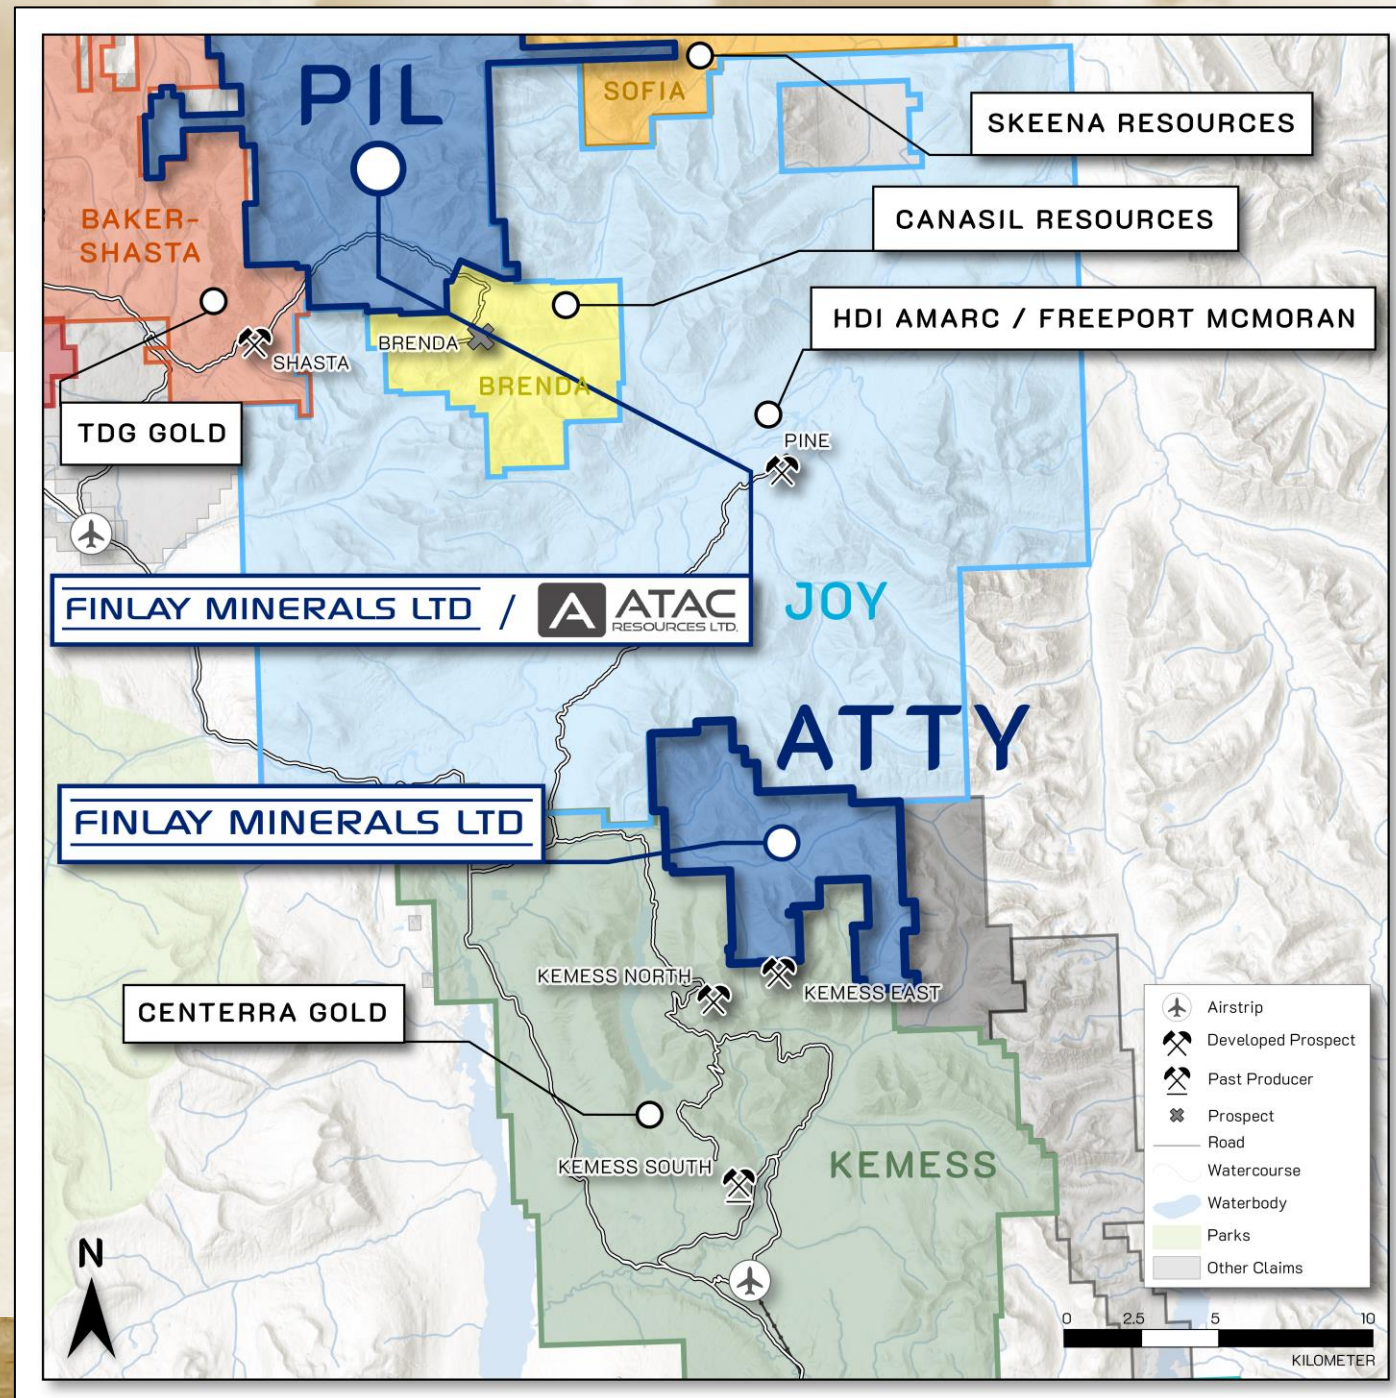 PIL
SOFIA
SKEENA RESOURCES
CANASIL RESOURCES
BAKER-
SHASTA
HDI AMARC / FREEPORT MCMORAN
BRENDA
SHASTA
BRENDA
TDG GOLD
PINE
FINLAY MINERALS LTD / A ATAC
RESOURCES LTD.
JOY
ATTY
FINLAY MINERALS LTD
KEMESS NORTH
KEMESS EAST
CENTERRA GOLD
KEMESS SOUTH
KEMESS
Airstrip
Developed Prospect
Past Producer
Prospect
Road
Watercourse
Waterbody
Parks
Other Claims
N
0 2.5 5 10
KILOMETER